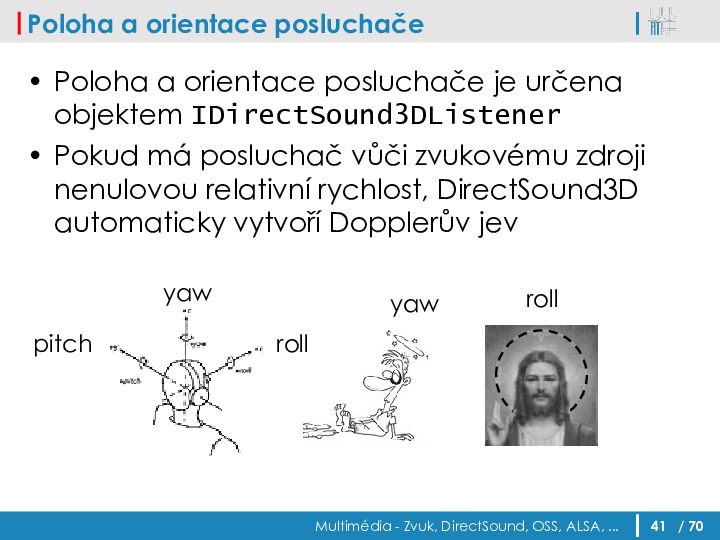 Poloha a orientace posluchače
• Poloha a orientace posluchače je určena
objektem IDirectSound3DListener
• Pokud má posluchač vůči zvukovému zdroji
nenulovou relativní rychlost, DirectSound3D
automaticky vytvoří Dopplerův jev
yaw
yaw
roll
pitch
roll
Multimédia - Zvuk, DirectSound, OSS, ALSA, ...
41 / 70